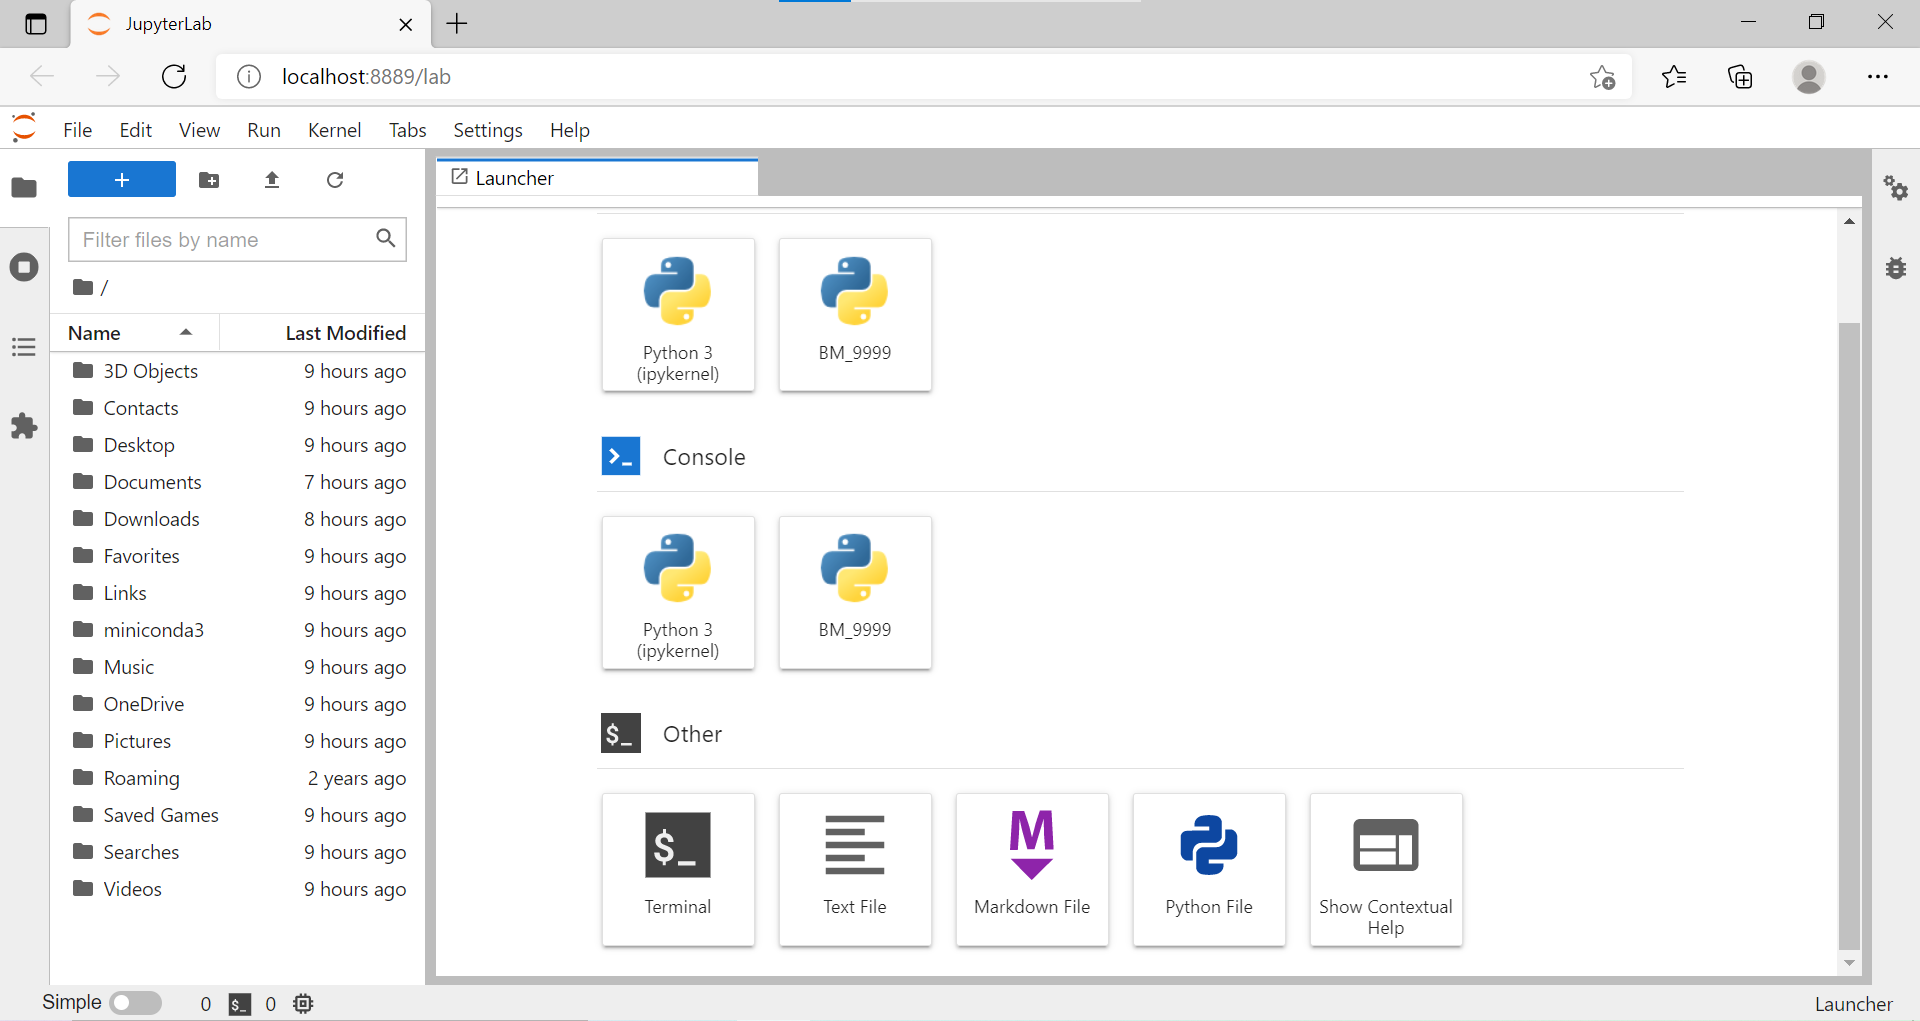 JupyterLab
localhost:8889/lab
File Edit View Run Kernel Tabs Settings Help
Launcher
Filter files by name
/
Name Last Modified
3D Objects 9 hours ago
Contacts 9 hours ago
Desktop 9 hours ago
Documents 7 hours ago
Downloads 8 hours ago
Favorites 9 hours ago
Links 9 hours ago
miniconda3 9 hours ago
Music 9 hours ago
OneDrive 9 hours ago
Pictures 9 hours ago
Roaming 2 years ago
Saved Games 9 hours ago
Searches 9 hours ago
Videos 9 hours ago
Python 3
(ipykernel)
BM_9999
Console
Python 3
(ipykernel)
BM_9999
$_ Other
$_
Terminal
Text File
M
Markdown File
Python File
Show Contextual
Help
Simple 0 $_ 0 Launcher